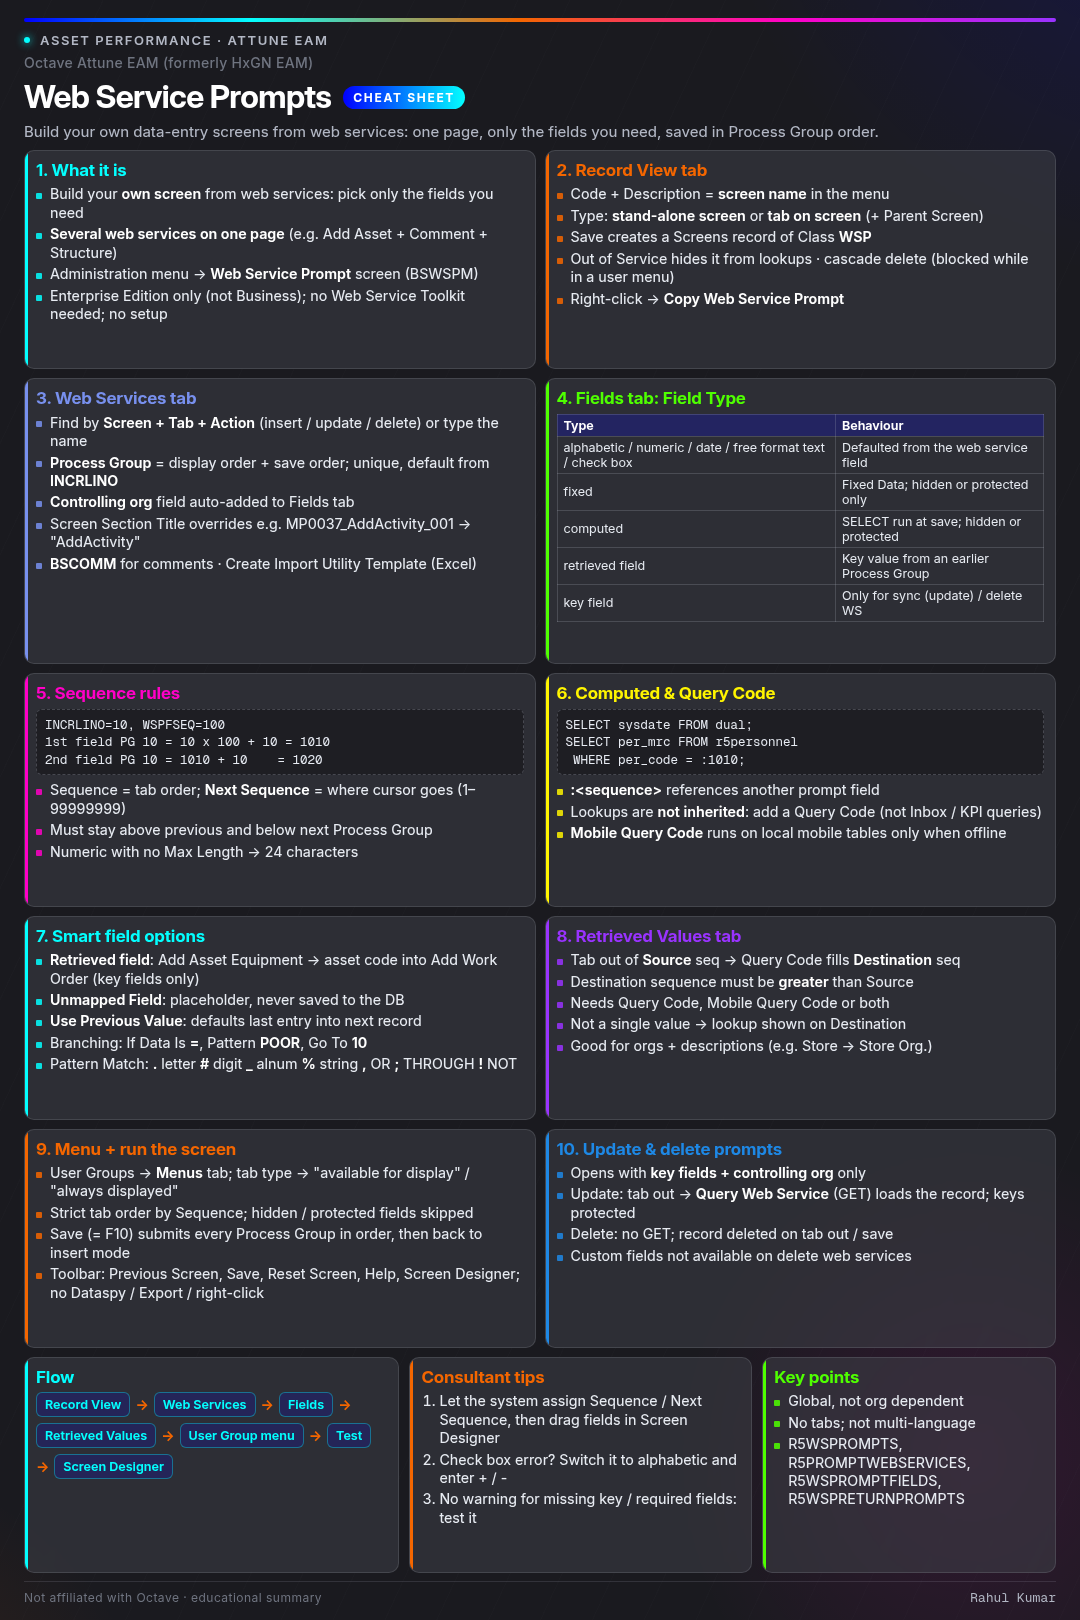 ASSET PERFORMANCE · ATTUNE EAM
Octave Attune EAM (formerly HxGN EAM)
Web Service Prompts CHEAT SHEET
Build your own data-entry screens from web services: one page, only the fields you need, saved in Process Group order.
1. What it is
Build your own screen from web services: pick only the fields you
need
Several web services on one page (e.g. Add Asset + Comment +
Structure)
Administration menu → Web Service Prompt screen (BSWSPM)
Enterprise Edition only (not Business); no Web Service Toolkit
needed; no setup
2. Record View tab
Code + Description = screen name in the menu
Type: stand-alone screen or tab on screen (+ Parent Screen)
Save creates a Screens record of Class WSP
Out of Service hides it from lookups · cascade delete (blocked while
in a user menu)
Right-click → Copy Web Service Prompt
3. Web Services tab
Find by Screen + Tab + Action (insert / update / delete) or type the
name
Process Group = display order + save order; unique, default from
INCRLINO
Controlling org field auto-added to Fields tab
Screen Section Title overrides e.g. MP0037_AddActivity_001 →
"AddActivity"
BSCOMM for comments · Create Import Utility Template (Excel)
4. Fields tab: Field Type
Type Behaviour
alphabetic / numeric / date / free format text
/ check box
Defaulted from the web service
field
fixed
Fixed Data; hidden or protected
only
computed
SELECT run at save; hidden or
protected
retrieved field
Key value from an earlier
Process Group
key field
Only for sync (update) / delete
WS
5. Sequence rules
INCRLINO=10, WSPFSEQ=100
1st field PG 10 = 10 x 100 + 10 = 1010
2nd field PG 10 = 1010 + 10    = 1020
Sequence = tab order; Next Sequence = where cursor goes (1–
99999999)
Must stay above previous and below next Process Group
Numeric with no Max Length → 24 characters
6. Computed & Query Code
SELECT sysdate FROM dual;
SELECT per_mrc FROM r5personnel
 WHERE per_code = :1010;
:<sequence> references another prompt field
Lookups are not inherited: add a Query Code (not Inbox / KPI queries)
Mobile Query Code runs on local mobile tables only when offline
7. Smart field options
Retrieved field: Add Asset Equipment → asset code into Add Work
Order (key fields only)
Unmapped Field: placeholder, never saved to the DB
Use Previous Value: defaults last entry into next record
Branching: If Data Is =, Pattern POOR, Go To 10
Pattern Match: . letter # digit _ alnum % string , OR ; THROUGH ! NOT
8. Retrieved Values tab
Tab out of Source seq → Query Code fills Destination seq
Destination sequence must be greater than Source
Needs Query Code, Mobile Query Code or both
Not a single value → lookup shown on Destination
Good for orgs + descriptions (e.g. Store → Store Org.)
9. Menu + run the screen
User Groups → Menus tab; tab type → "available for display" /
"always displayed"
Strict tab order by Sequence; hidden / protected fields skipped
Save (= F10) submits every Process Group in order, then back to
insert mode
Toolbar: Previous Screen, Save, Reset Screen, Help, Screen Designer;
no Dataspy / Export / right-click
10. Update & delete prompts
Opens with key fields + controlling org only
Update: tab out → Query Web Service (GET) loads the record; keys
protected
Delete: no GET; record deleted on tab out / save
Custom fields not available on delete web services
Flow
Record View → Web Services → Fields →
Retrieved Values → User Group menu → Test
→ Screen Designer
Consultant tips
1. Let the system assign Sequence / Next
Sequence, then drag fields in Screen
Designer
2. Check box error? Switch it to alphabetic and
enter + / -
3. No warning for missing key / required fields:
test it
Key points
Global, not org dependent
No tabs; not multi-language
R5WSPROMPTS,
R5PROMPTWEBSERVICES,
R5WSPROMPTFIELDS,
R5WSPRETURNPROMPTS
Not affiliated with Octave · educational summary
Rahul Kumar